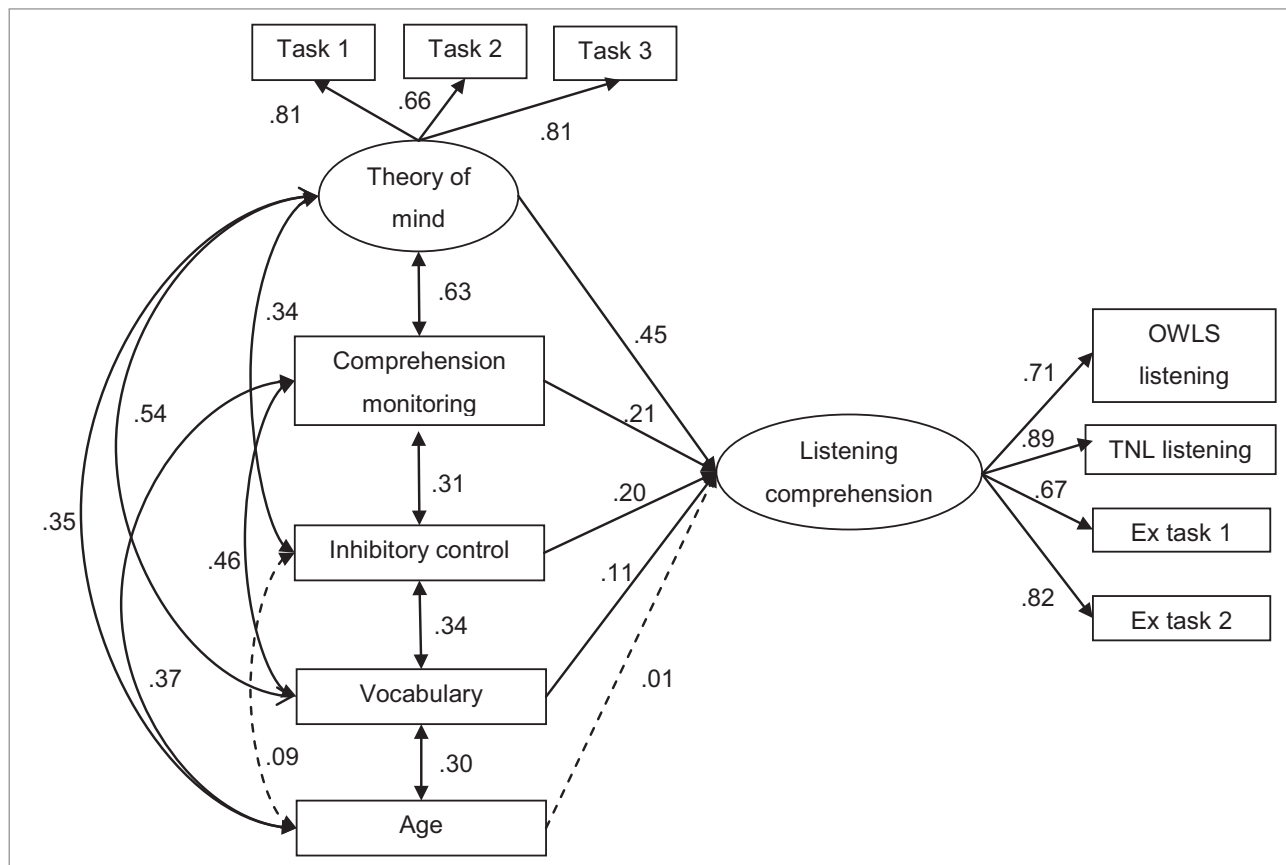 Task 1
Task 2
Task 3
.81
.66
.81
Theory of
mind
.63
.34
.45
Comprehension
monitoring
.54
.21
.31
.20
.35
.46
Inhibitory control
.11
.34
.37
Vocabulary
.01
.09
.30
Age
Listening
comprehension
.71
OWLS
listening
.89
TNL listening
.67
Ex task 1
.82
Ex task 2